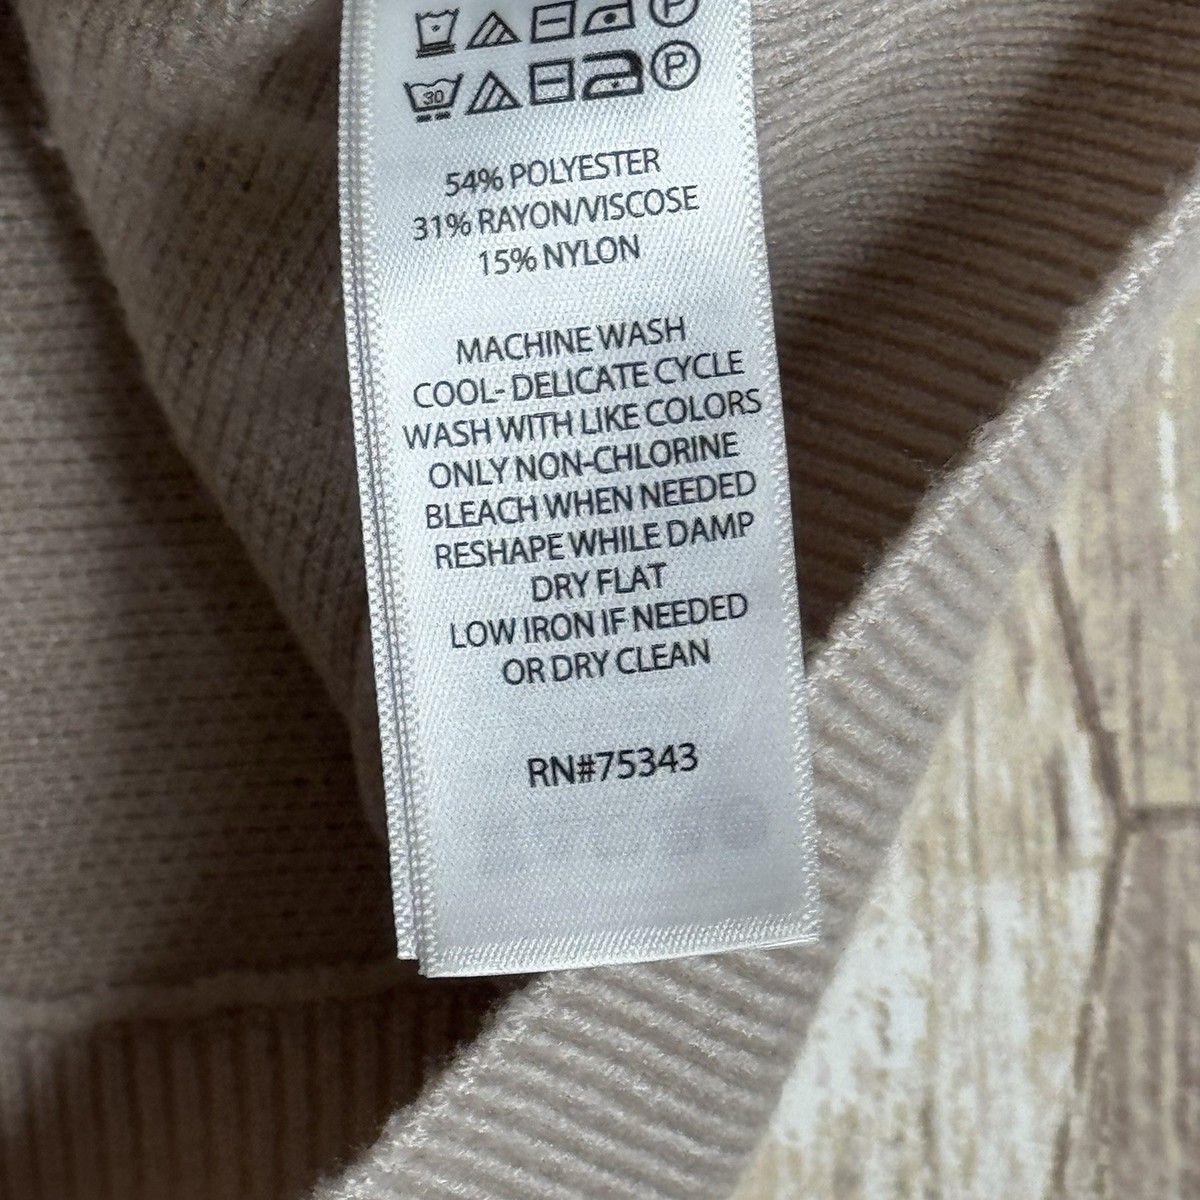 P
30 P
54% POLYESTER
31% RAYON/VISCOSE
15% NYLON
MACHINE WASH
COOL- DELICATE CYCLE
WASH WITH LIKE COLORS
ONLY NON-CHLORINE
BLEACH WHEN NEEDED
RESHAPE WHILE DAMP
DRY FLAT
LOW IRON IF NEEDED
OR DRY CLEAN
RN#75343